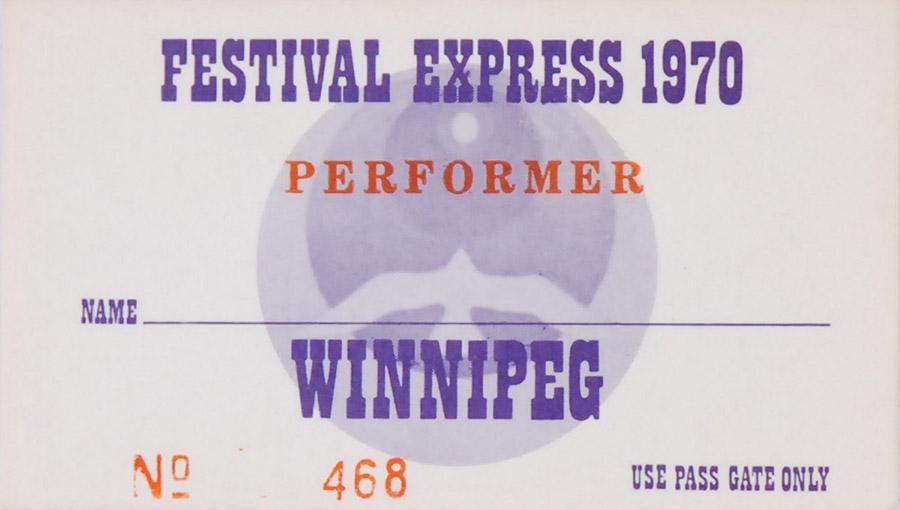 FESTIVAL EXPRESS 1970
PERFORMER
NAME
WINNIPEG
Nº 468
USE PASS GATE ONLY